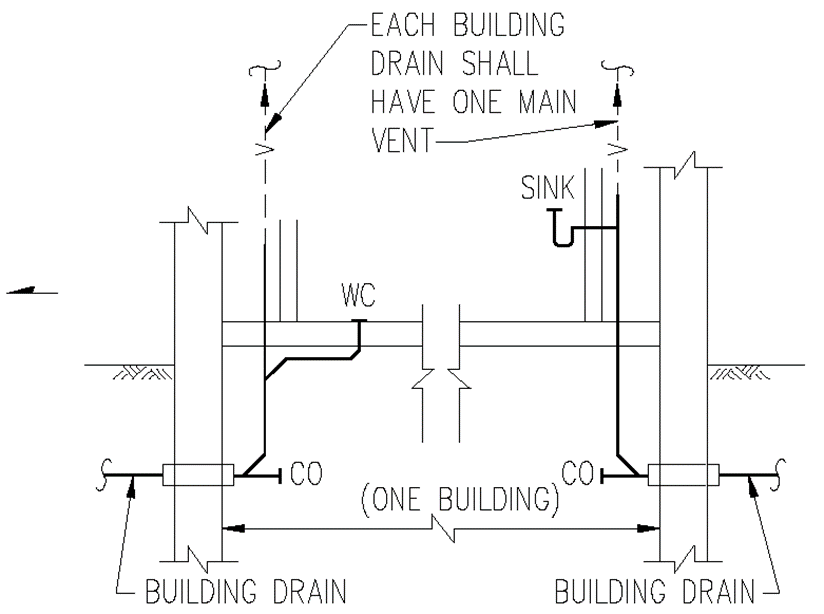 EACH BUILDING
DRAIN SHALL
HAVE ONE MAIN
VENT
V
V
SINK
WC
CO
CO
(ONE BUILDING)
BUILDING DRAIN
BUILDING DRAIN